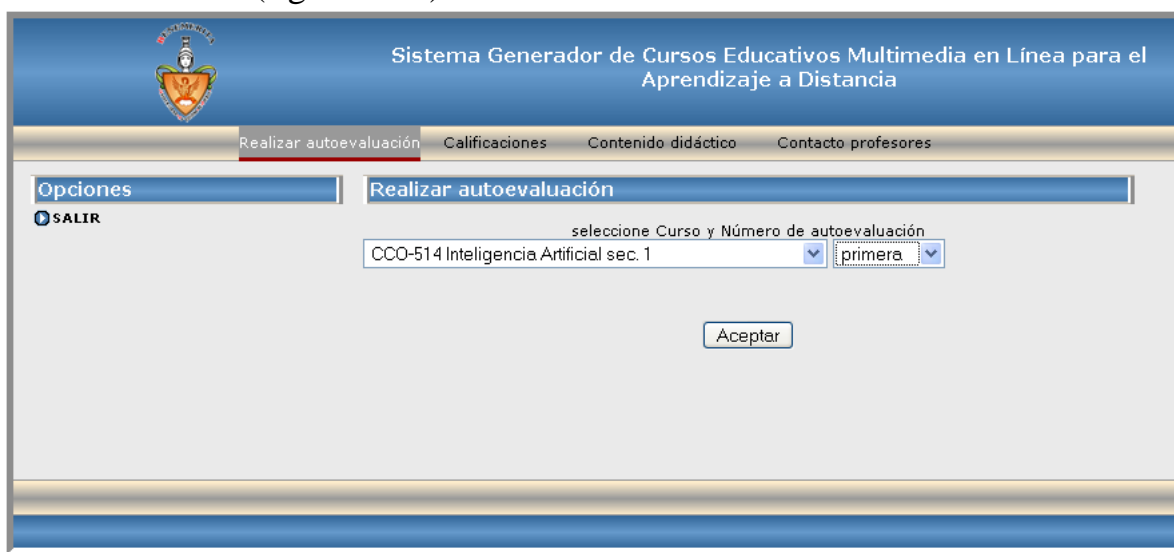 Sistema Generador de Cursos Educativos Multimedia en Línea para el
Aprendizaje a Distancia
Realizar autoevaluación Calificaciones Contenido didáctico Contacto profesores
Opciones
SALIR
Realizar autoevaluación
seleccione Curso y Número de autoevaluación
CCO-514 Inteligencia Artificial sec. 1 primera
Aceptar